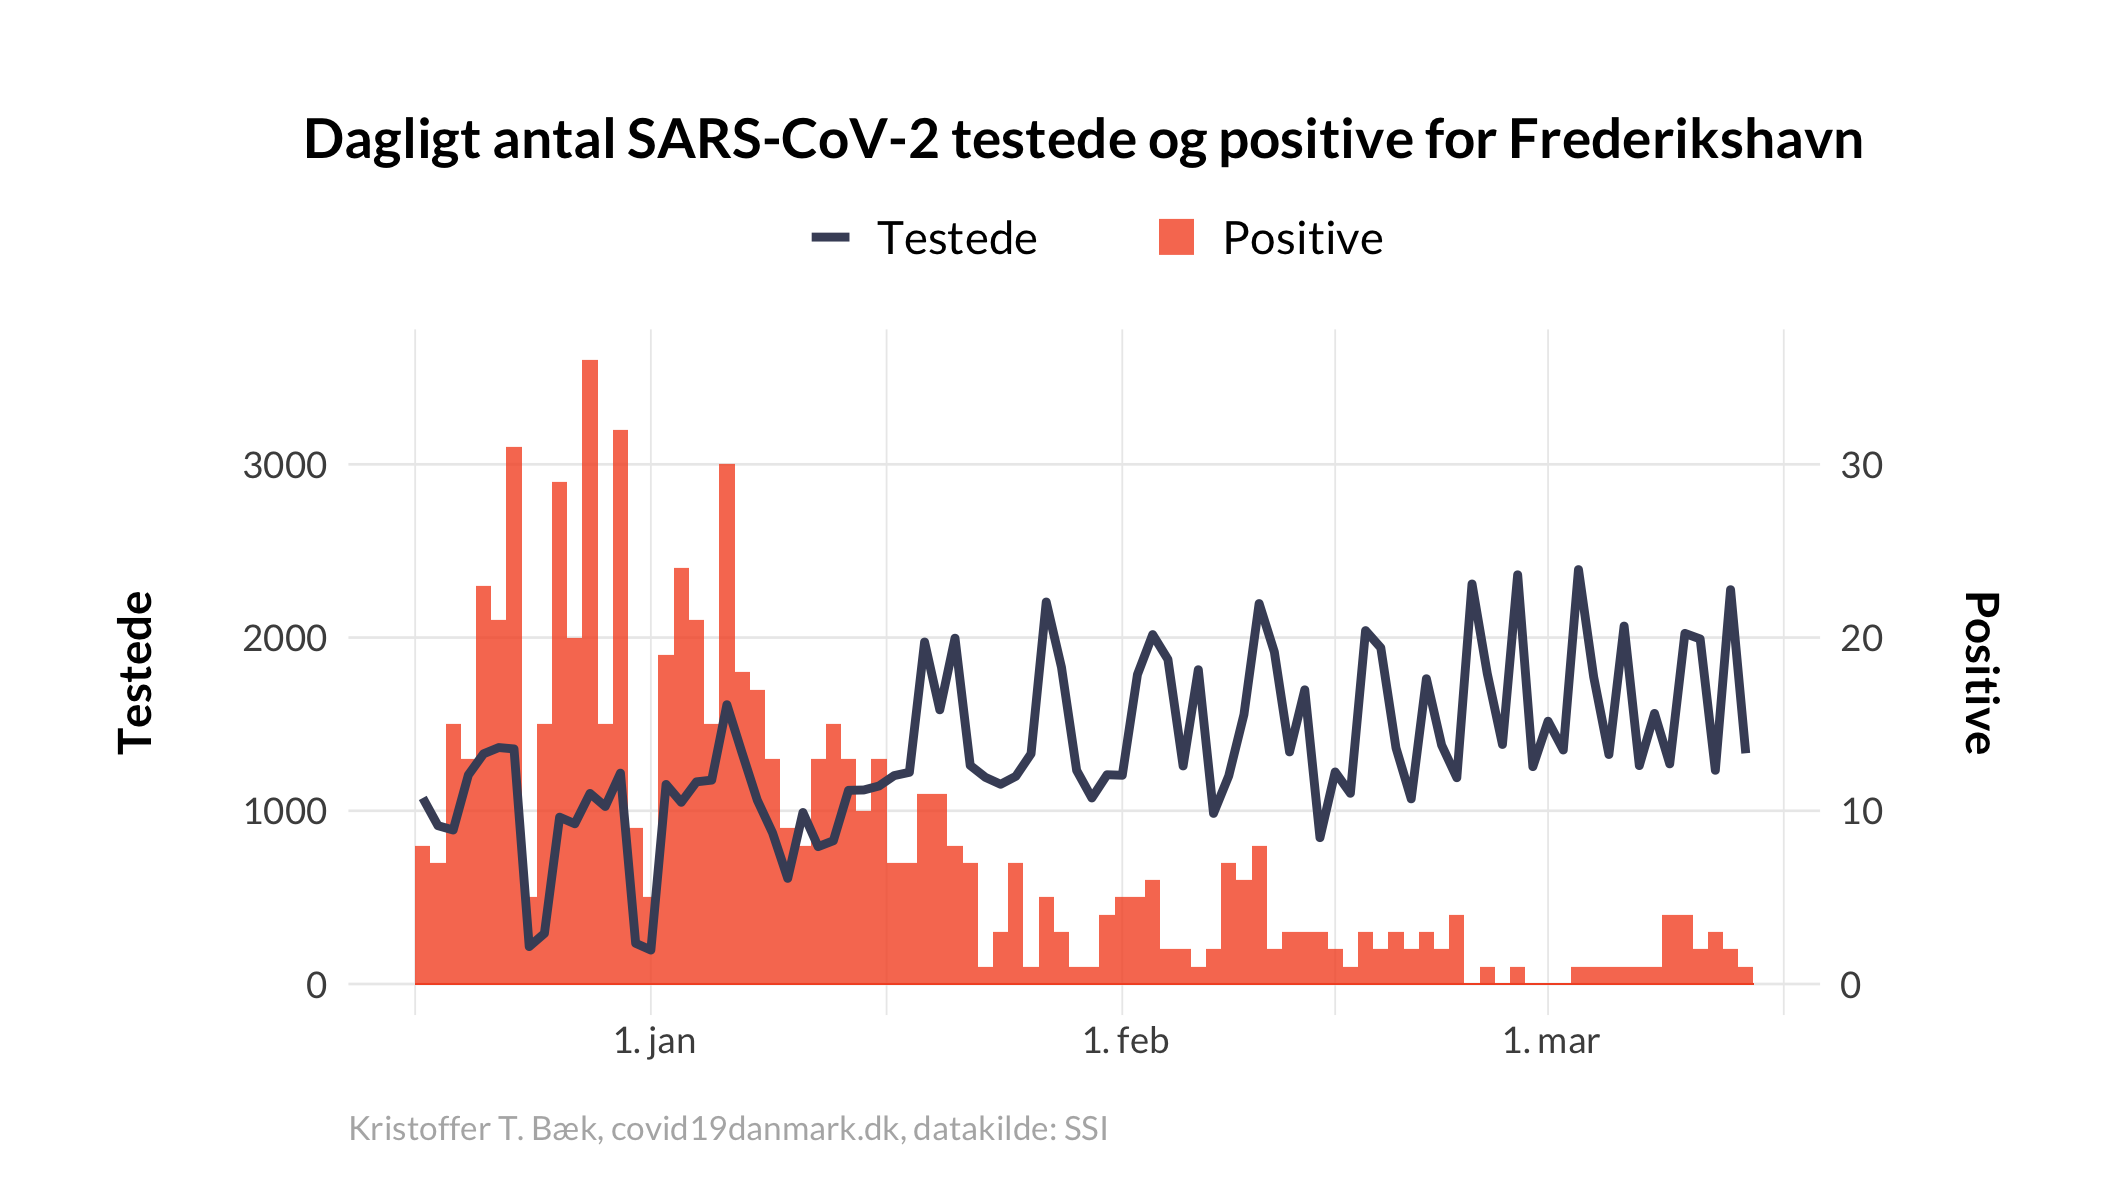 Dagligt antal SARS-CoV-2 testede og positive for Frederikshavn
Testede
Positive
Testede
3000
2000
1000
0
30
20
10
0
Positive
1. jan
1. feb
1. mar
Kristoffer T. Bæk, covid19danmark.dk, datakilde: SSI